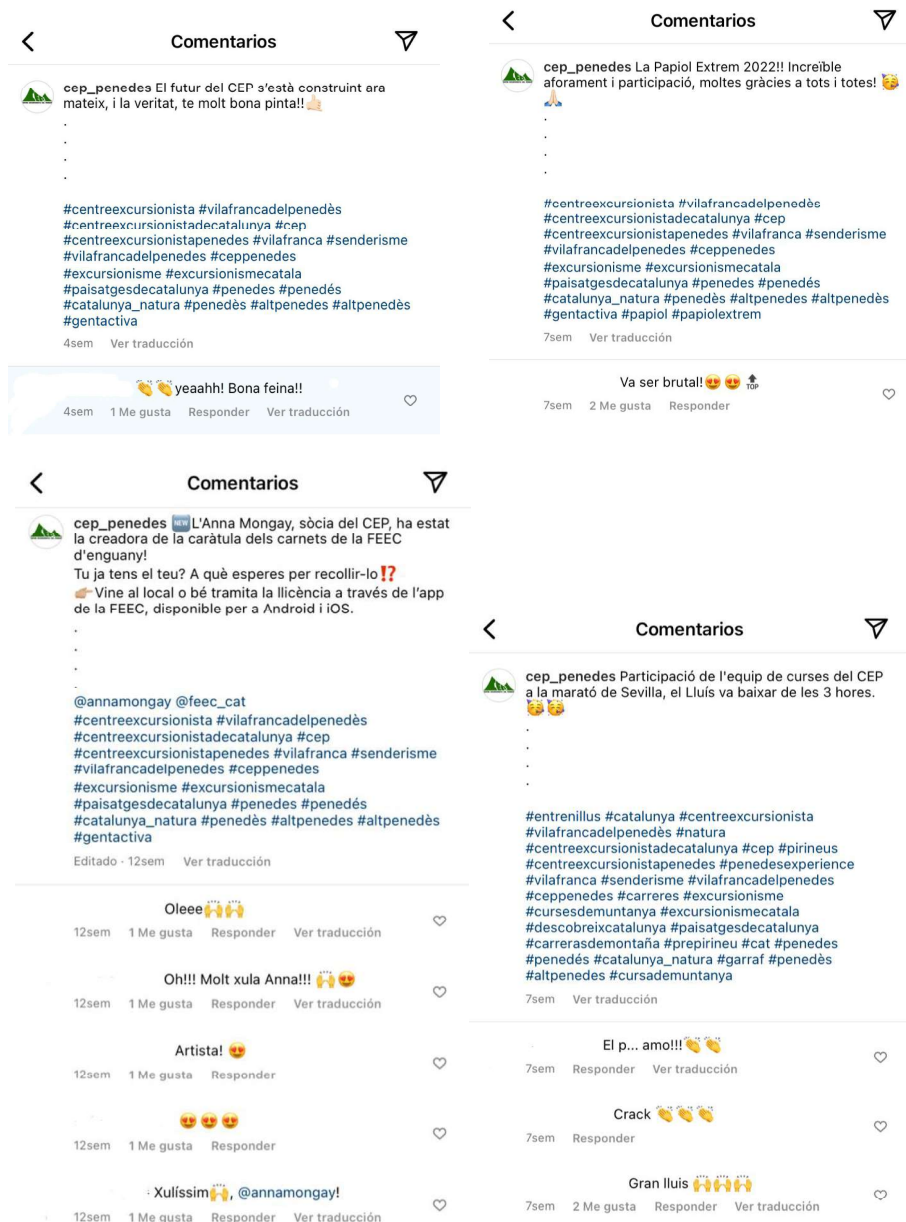 Comentarios
cep_penedes El futur del CEP s'està construint ara
mateix, i la veritat, te molt bona pinta!!🤙🏻
.
.
.
.
#centreexcursionista #vilafrancadelpenedès
#centreexcursionistadecatalunya #cep
#centreexcursionistapenedes #vilafranca #senderisme
#vilafrancadelpenedes #ceppenedes
#excursionisme #excursionismecatala
#paisatgesdecatalunya #penedes #penedés
#catalunya_natura #penedès #altpenedes #altpenedès
#gentactiva
4sem Ver traducción
👏👏yeaahh! Bona feina!!
4sem 1 Me gusta Responder Ver traducción
Comentarios
cep_penedes La Papiol Extrem 2022!! Increïble
aforament i participació, moltes gràcies a tots i totes! 🥳
🙏🏻
.
.
.
.
#centreexcursionista #vilafrancadelpenedès
#centreexcursionistadecatalunya #cep
#centreexcursionistapenedes #vilafranca #senderisme
#vilafrancadelpenedes #ceppenedes
#excursionisme #excursionismecatala
#paisatgesdecatalunya #penedes #penedés
#catalunya_natura #penedès #altpenedes #altpenedès
#gentactiva #papiol #papiolextrem
7sem Ver traducción
Va ser brutal!😍😍🔝
7sem 2 Me gusta Responder
Comentarios
cep_penedes 🆕L'Anna Mongay, sòcia del CEP, ha estat
la creadora de la caràtula dels carnets de la FEEC
d'enguany!
Tu ja tens el teu? A què esperes per recollir-lo⁉️
👉🏼Vine al local o bé tramita la llicència a través de l'app
de la FEEC, disponible per a Android i iOS.
.
.
.
.
@annamongay @feec_cat
#centreexcursionista #vilafrancadelpenedès
#centreexcursionistadecatalunya #cep
#centreexcursionistapenedes #vilafranca #senderisme
#vilafrancadelpenedes #ceppenedes
#excursionisme #excursionismecatala
#paisatgesdecatalunya #penedes #penedés
#catalunya_natura #penedès #altpenedes #altpenedès
#gentactiva
Editado · 12sem Ver traducción
Oleee🙌🙌
12sem 1 Me gusta Responder Ver traducción
Oh!!! Molt xula Anna!!! 🙌😍
12sem 1 Me gusta Responder Ver traducción
Artista! 😍
12sem 1 Me gusta Responder
😍😍😍
12sem 1 Me gusta Responder
Xulíssim🙌, @annamongay!
12sem 1 Me gusta Responder Ver traducción
Comentarios
cep_penedes Participació de l'equip de curses del CEP
a la marató de Sevilla, el Lluís va baixar de les 3 hores.
🥳🥳
.
.
.
.
#entrenillus #catalunya #centreexcursionista
#vilafrancadelpenedès #natura
#centreexcursionistadecatalunya #cep #pirineus
#centreexcursionistapenedes #penedesexperience
#vilafranca #senderisme #vilafrancadelpenedes
#ceppenedes #carreres #excursionisme
#cursesdemuntanya #excursionismecatala
#descobreixcatalunya #paisatgesdecatalunya
#carrerasdemontaña #prepirineu #cat #penedes
#penedés #catalunya_natura #garraf #penedès
#altpenedes #cursademuntanya
7sem Ver traducción
El p... amo!!!👏👏
7sem Responder Ver traducción
Crack 👏👏👏
7sem Responder
Gran lluis 🙌🙌🙌
7sem 2 Me gusta Responder Ver traducción